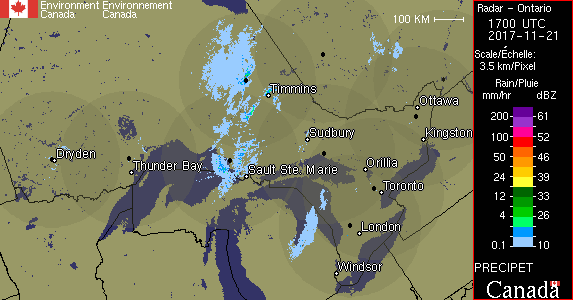 Environment Environnement
Canada Canada
100 KM
Timmins
Ottawa
Sudbury
Kingston
Dryden
Thunder Bay
Sault Ste. Marie
Orillia
Toronto
London
Windsor
Radar - Ontario
1700 UTC
2017-11-21
Scale/Échelle:
3.5 km/Pixel
Rain/Pluie
mm/hr dBZ
200 61
100 52
50 46
24 39
12 33
4 26
0.1 10
PRECIPET
Canada